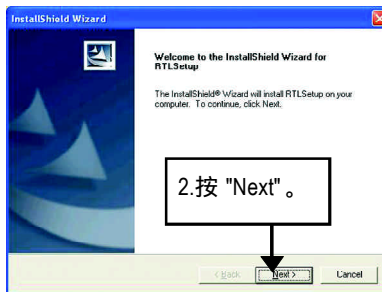 InstallShield Wizard
Welcome to the InstallShield Wizard for
RTLSetup
The InstallShield® Wizard will install RTLSetup on your
computer. To continue, click Next.
2.按 "Next" 。
< Back
Next >
Cancel